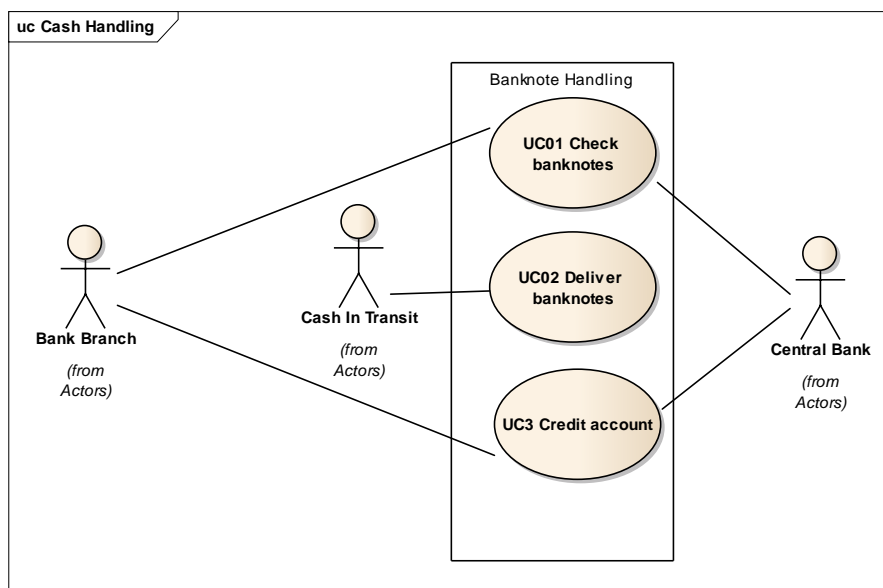 uc Cash Handling
Banknote Handling
UC01 Check
banknotes
UC02 Deliver
banknotes
UC3 Credit account
Bank Branch
(from
Actors)
Cash In Transit
(from
Actors)
Central Bank
(from
Actors)